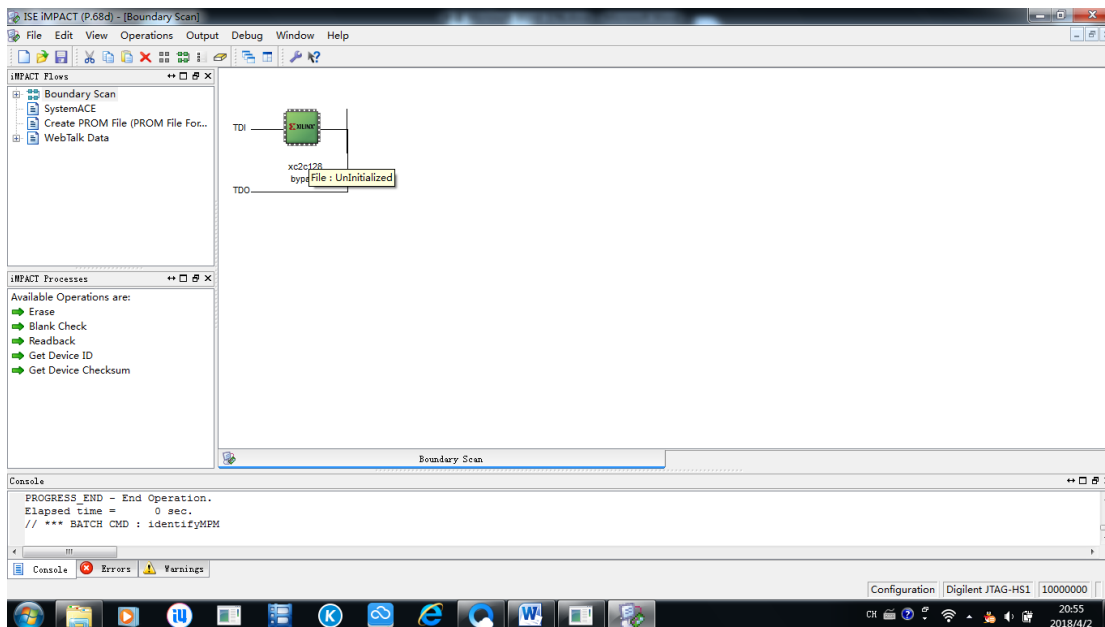 ISE iMPACT (P.68d) - [Boundary Scan]
File Edit View Operations Output Debug Window Help
iMPACT Flows
Boundary Scan
SystemACE
Create PROM File (PROM File For...
WebTalk Data
TDI
XILINX
xc2c128
bypa
File : UnInitialized
TDO
iMPACT Processes
Available Operations are:
Erase
Blank Check
Readback
Get Device ID
Get Device Checksum
Boundary Scan
Console
PROGRESS_END - End Operation.
Elapsed time = 0 sec.
// *** BATCH CMD : identifyMPM
Console Errors Warnings
Configuration Digilent JTAG-HS1 10000000
CH
20:55
2018/4/2